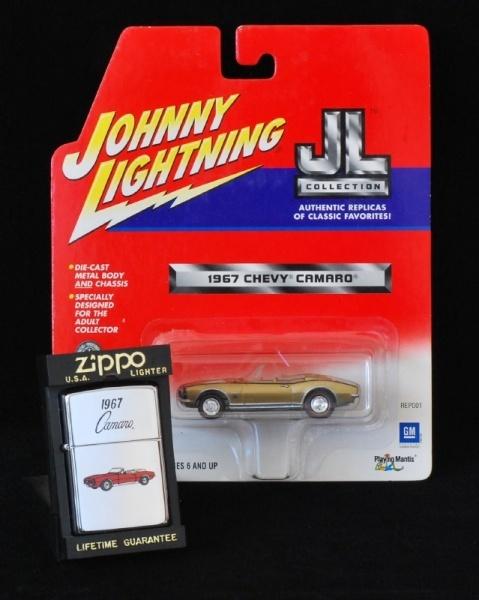 JOHNNY
LIGHTNING
JL
COLLECTION
AUTHENTIC REPLICAS
OF CLASSIC FAVORITES!
• DIE-CAST
METAL BODY
AND CHASSIS
• SPECIALLY
DESIGNED
FOR THE
ADULT
COLLECTOR
1967 CHEVY CAMARO
REP001
GM
Playing Mantis
ES 6 AND UP
Zippo
U.S.A. LIGHTER
1967
Camaro
LIFETIME GUARANTEE